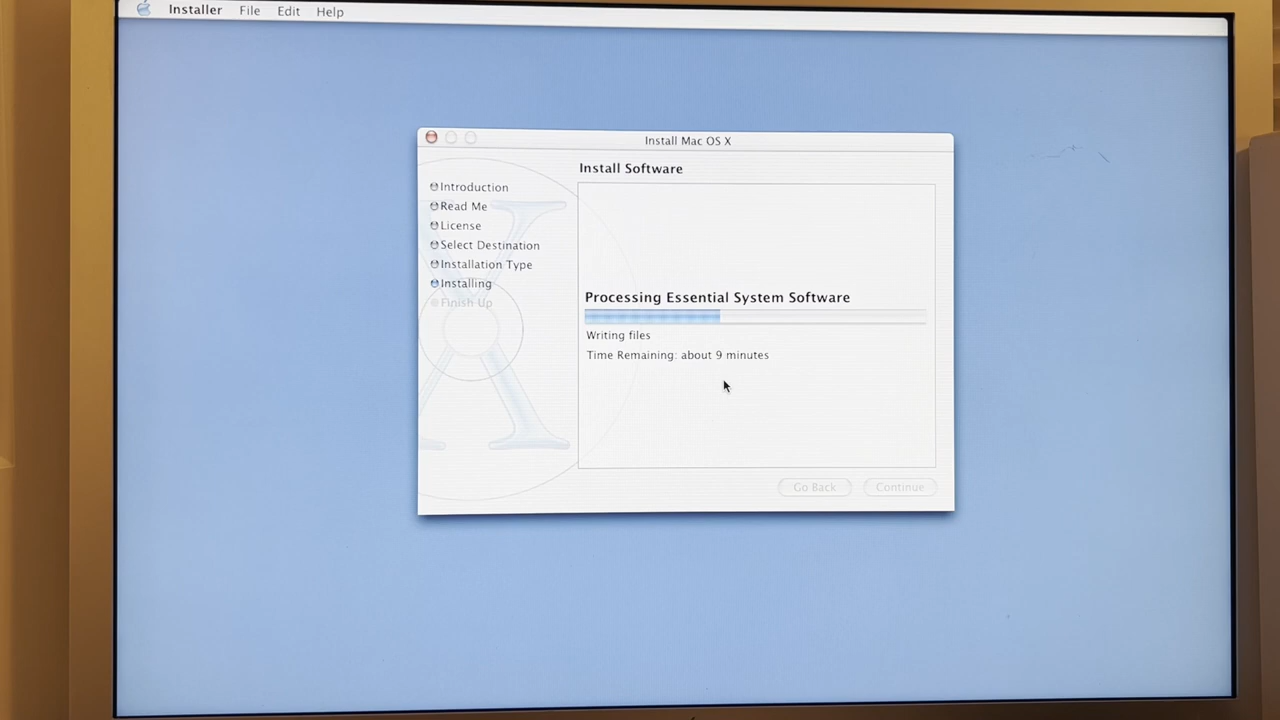 Installer File Edit Help
Install Mac OS X
Install Software
Introduction
Read Me
License
Select Destination
Installation Type
Installing
Finish Up
Processing Essential System Software
Writing files
Time Remaining: about 9 minutes
Go Back Continue